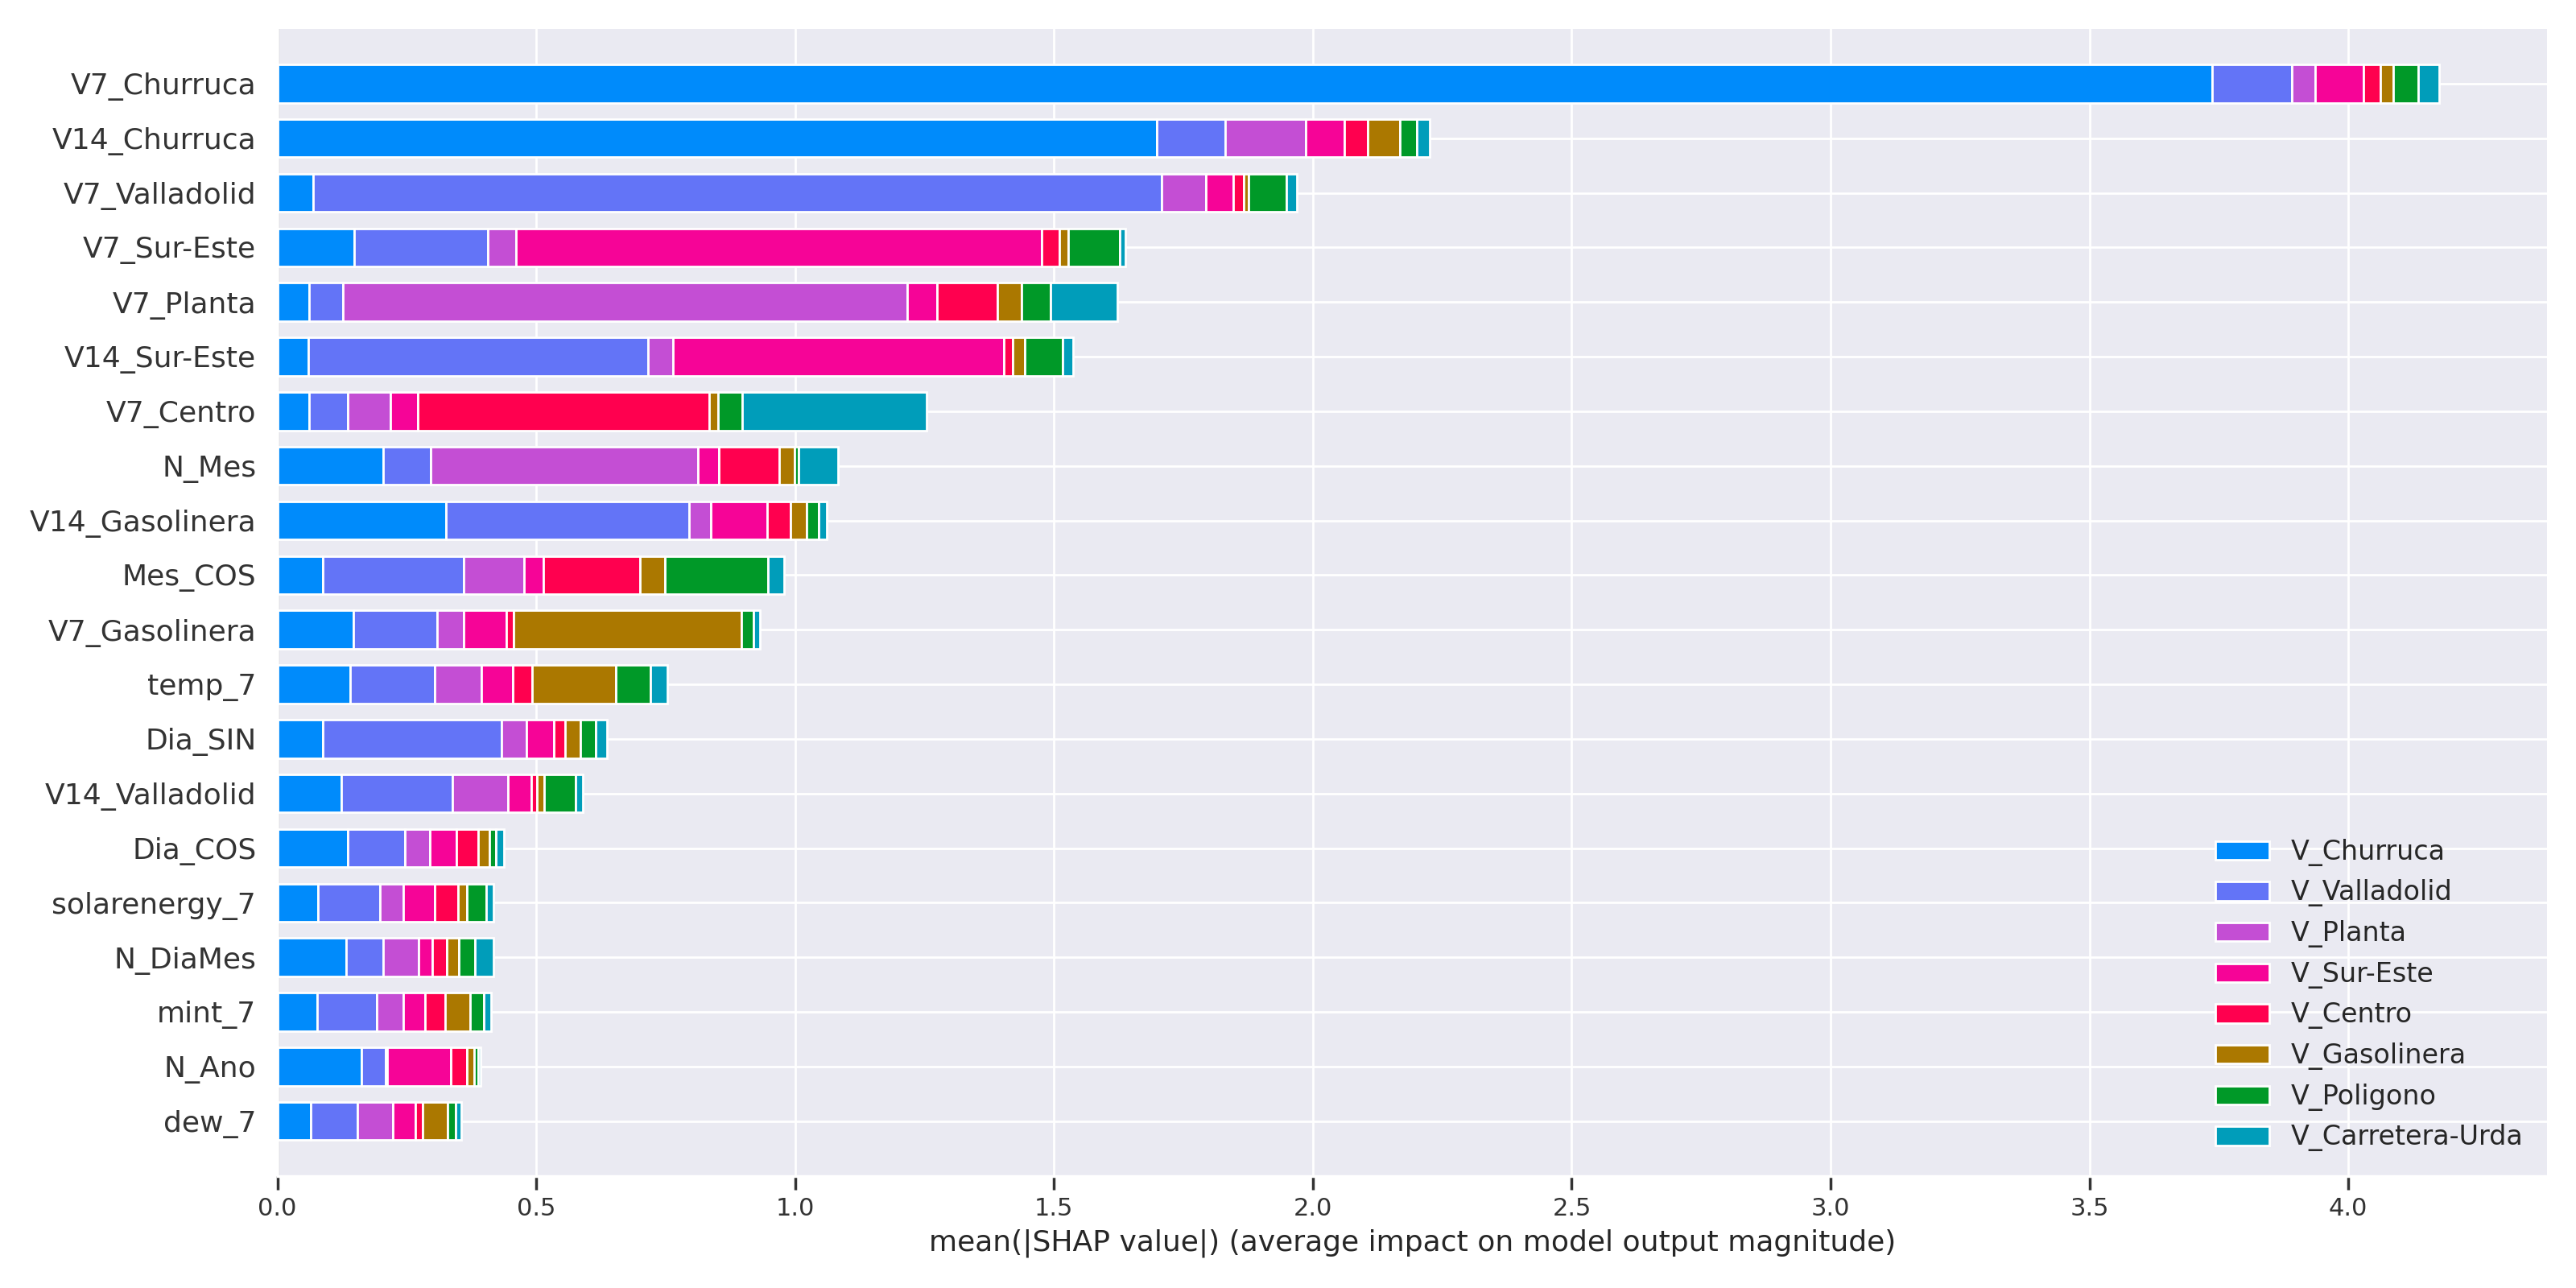 V7_Churruca
V14_Churruca
V7_Valladolid
V7_Sur-Este
V7_Planta
V14_Sur-Este
V7_Centro
N_Mes
V14_Gasolinera
Mes_COS
V7_Gasolinera
temp_7
Dia_SIN
V14_Valladolid
Dia_COS
solarenergy_7
N_DiaMes
mint_7
N_Ano
dew_7
V_Churruca
V_Valladolid
V_Planta
V_Sur-Este
V_Centro
V_Gasolinera
V_Poligono
V_Carretera-Urda
0.0 0.5 1.0 1.5 2.0 2.5 3.0 3.5 4.0
mean(|SHAP value|) (average impact on model output magnitude)